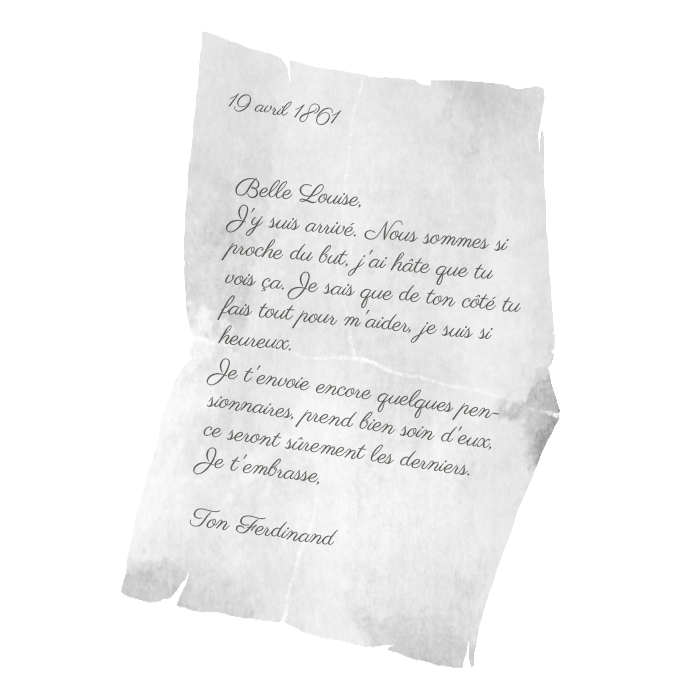 19 avril 1861
Belle Louise,
J'y suis arrivé. Nous sommes si
proche du but, j'ai hâte que tu
vois ça. Je sais que de ton côté tu
fais tout pour m'aider, je suis si
heureux.
Je t'envoie encore quelques pen-
sionnaires, prend bien soin d'eux,
ce seront sûrement les derniers.
Je t'embrasse,
Ton Ferdinand